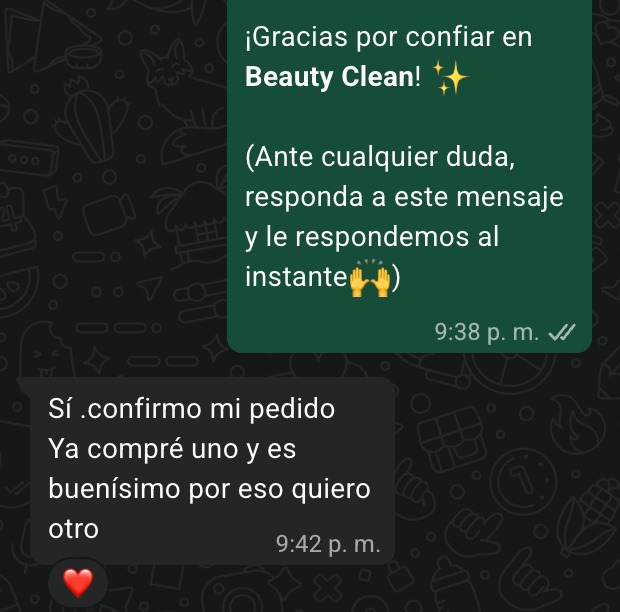 ¡Gracias por confiar en
Beauty Clean! ✨
(Ante cualquier duda,
responda a este mensaje
y le respondemos al
instante🙌)
9:38 p. m.
Sí .confirmo mi pedido
Ya compré uno y es
buenísimo por eso quiero
otro
9:42 p. m.
❤️